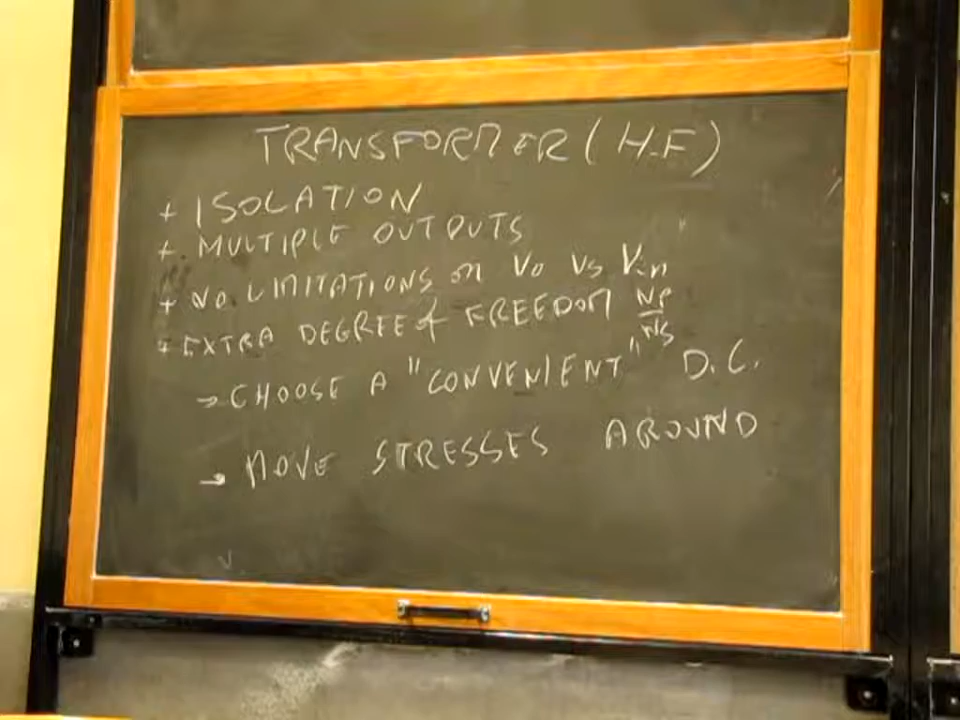 TRANSFORMER (H.F)
+ ISOLATION
+ MULTIPLE OUTPUTS
+ NO LIMITATIONS ON Vo Vs Vin
+ EXTRA DEGREE of FREEDOM NP/NS
→ CHOOSE A "CONVENIENT" D.C.
→ MOVE STRESSES AROUND